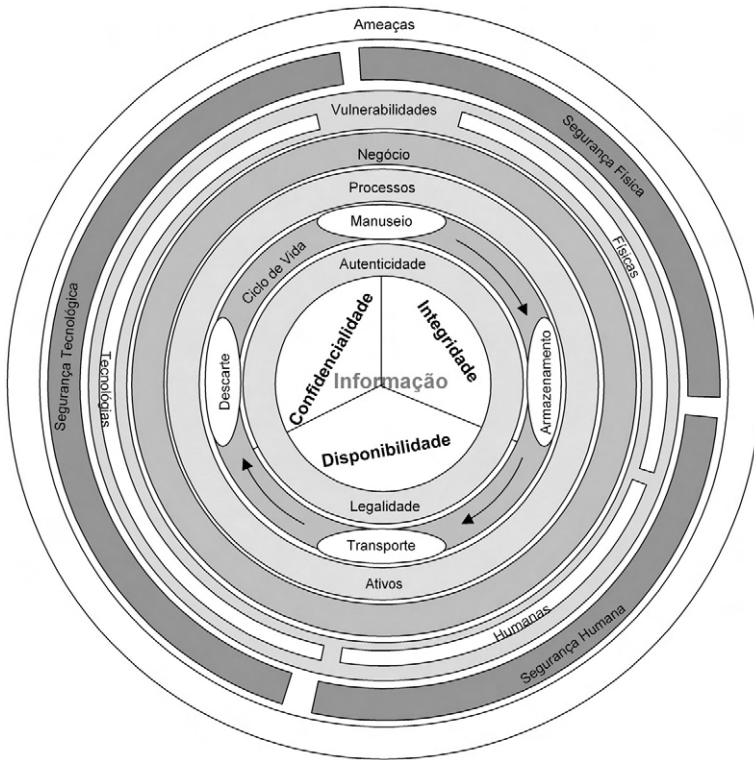 Ameaças
Segurança Física
Vulnerabilidades
Negócio
Processos
Físicas
Manuseio
Ciclo de Vida
Autenticidade
Segurança Tecnológica
Tecnológias
Descarte
Confidencialidade
Integridade
Informação
Armazenamento
Disponibilidade
Legalidade
Transporte
Ativos
Humanas
Segurança Humana